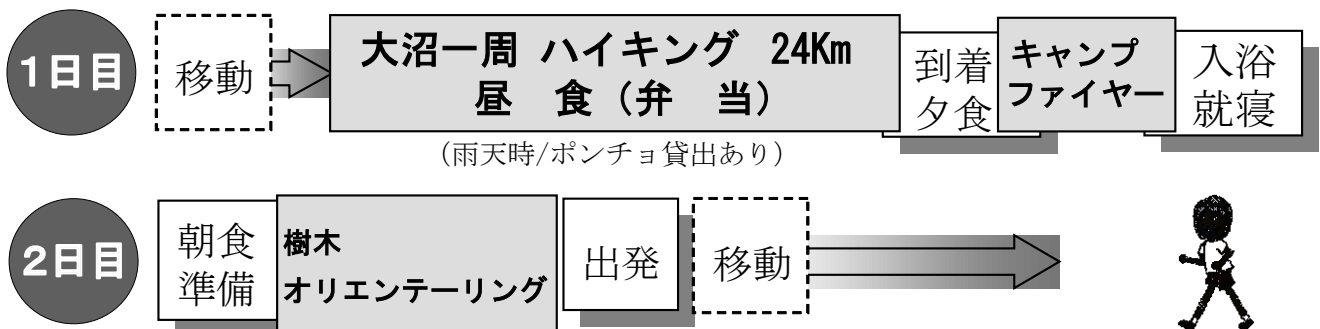 1日目
移動
大沼一周 ハイキング 24Km
昼 食（弁 当）
到着
夕食
キャンプ
ファイヤー
入浴
就寝
（雨天時/ポンチョ貸出あり）
2日目
朝食
準備
樹木
オリエンテーリング
出発
移動